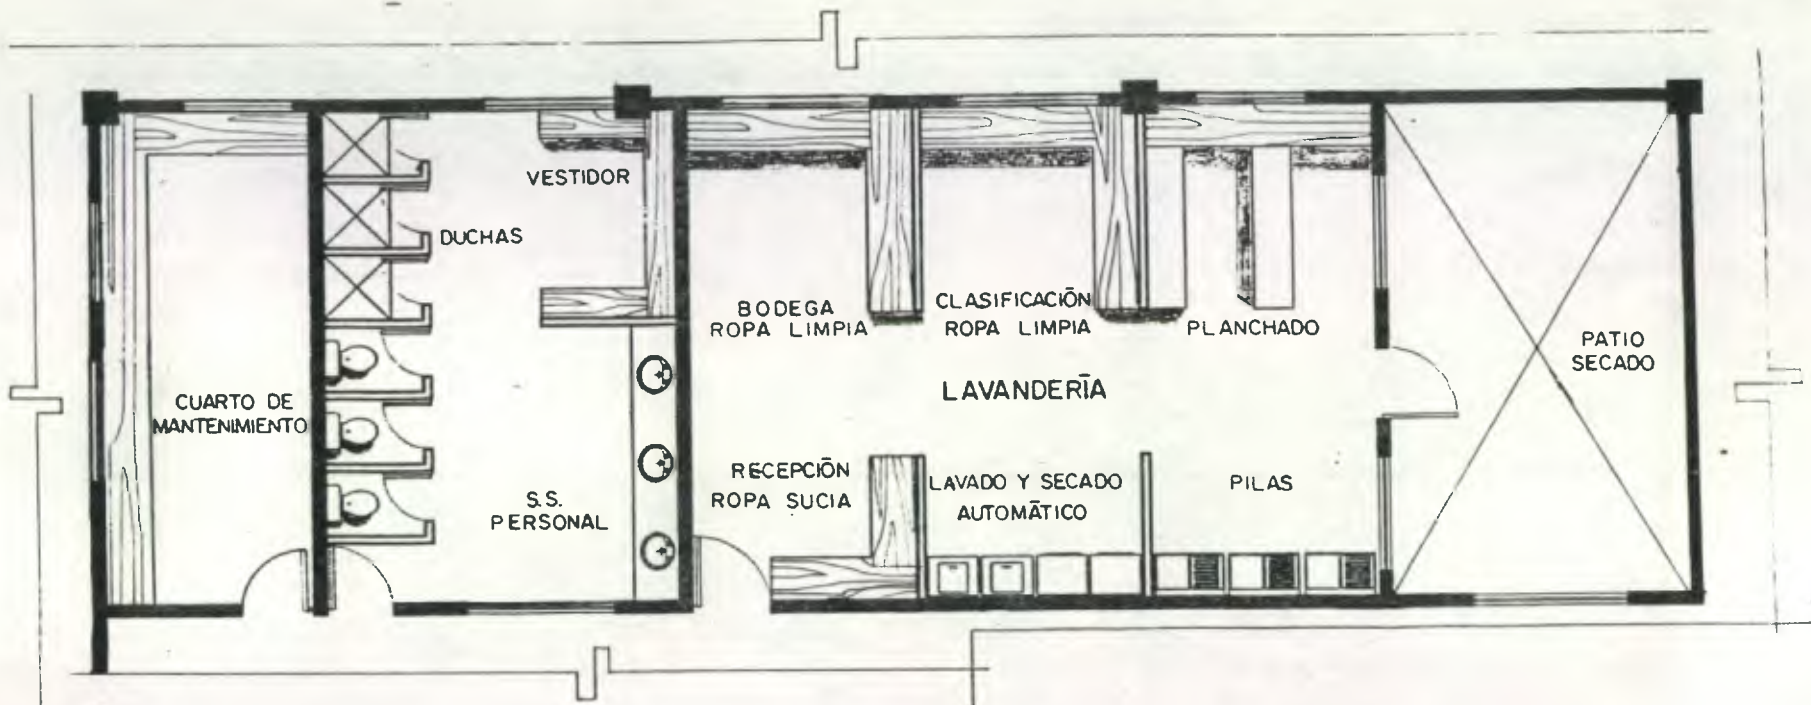 VESTIDOR
DUCHAS
BODEGA
ROPA LIMPIA
CLASIFICACIÓN
ROPA LIMPIA
PLANCHADO
PATIO
SECADO
LAVANDERÍA
CUARTO DE
MANTENIMIENTO
S.S.
PERSONAL
RECEPCIÓN
ROPA SUCIA
LAVADO Y SECADO
AUTOMÁTICO
PILAS